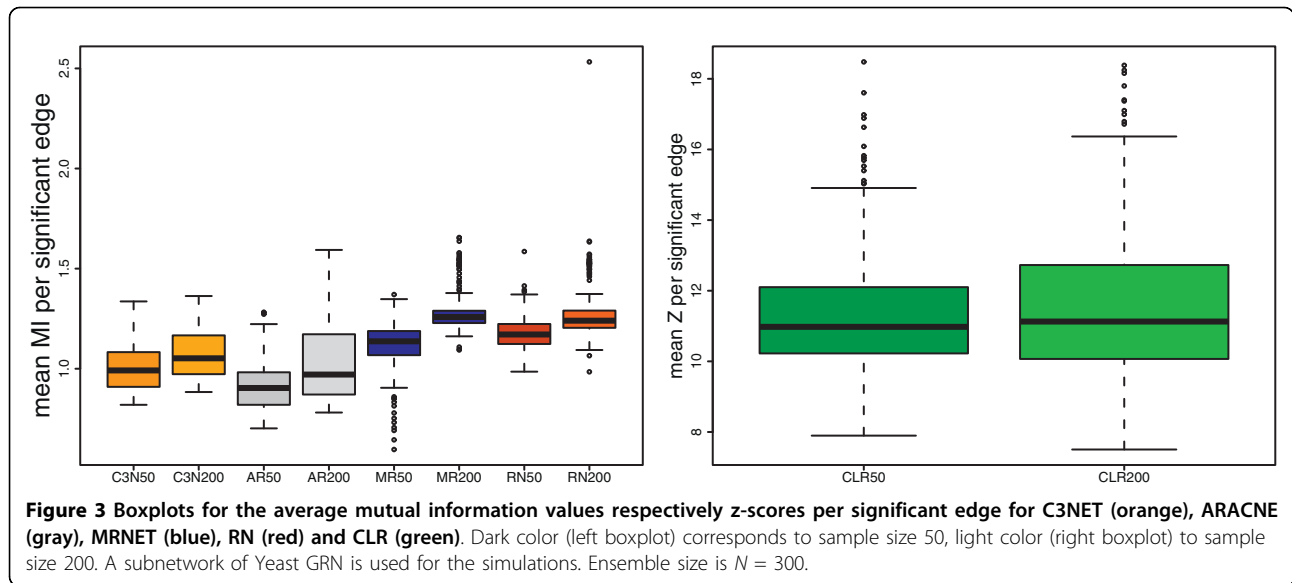 mean MI per significant edge
2.5
2.0
1.5
1.0
C3N50 C3N200 AR50 AR200 MR50 MR200 RN50 RN200
mean Z per significant edge
18
16
14
12
10
8
CLR50 CLR200
Figure 3 Boxplots for the average mutual information values respectively z-scores per significant edge for C3NET (orange), ARACNE
(gray), MRNET (blue), RN (red) and CLR (green). Dark color (left boxplot) corresponds to sample size 50, light color (right boxplot) to sample
size 200. A subnetwork of Yeast GRN is used for the simulations. Ensemble size is N = 300.